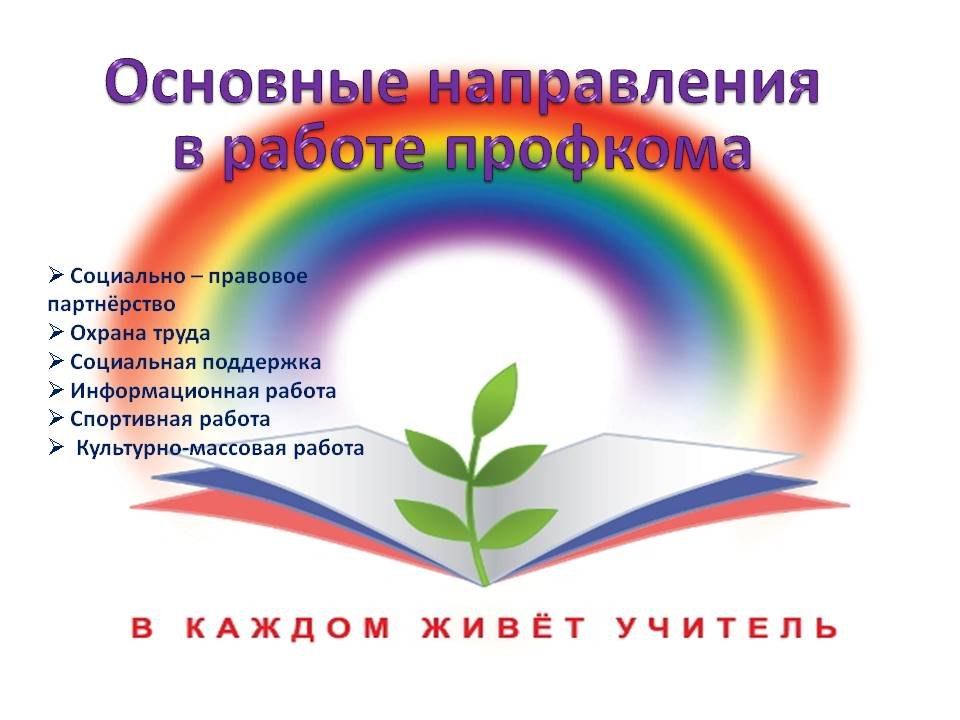 Основные направления
в работе профкома
➢ Социально – правовое
партнёрство
➢ Охрана труда
➢ Социальная поддержка
➢ Информационная работа
➢ Спортивная работа
➢ Культурно-массовая работа
В КАЖДОМ ЖИВЁТ УЧИТЕЛЬ